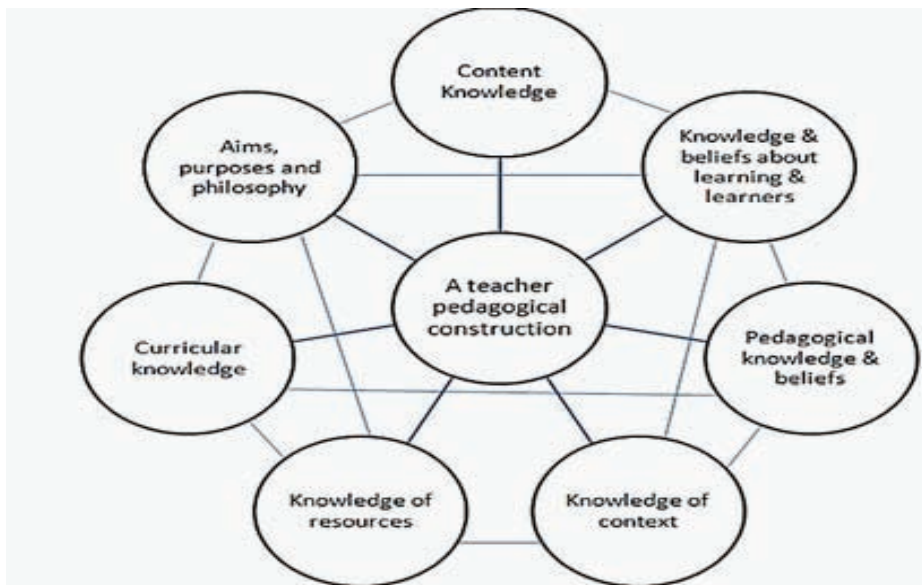 Content
Knowledge
Aims,
purposes and
philosophy
Knowledge &
beliefs about
learning &
learners
A teacher
pedagogical
construction
Curricular
knowledge
Pedagogical
knowledge &
beliefs
Knowledge of
resources
Knowledge of
context